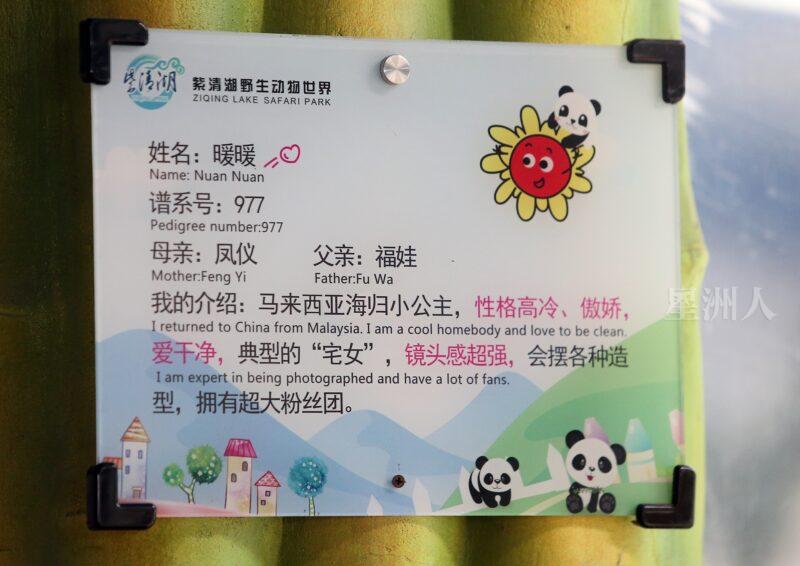 紫清湖
紫清湖野生动物世界
ZIQING LAKE SAFARI PARK
姓名：暖暖
Name: Nuan Nuan
谱系号：977
Pedigree number:977
母亲：凤仪 父亲：福娃
Mother:Feng Yi Father:Fu Wa
我的介绍：马来西亚海归小公主，性格高冷、傲娇，
I returned to China from Malaysia. I am a cool homebody and love to be clean.
爱干净，典型的“宅女”，镜头感超强，会摆各种造
I am expert in being photographed and have a lot of fans.
型，拥有超大粉丝团。
星洲人